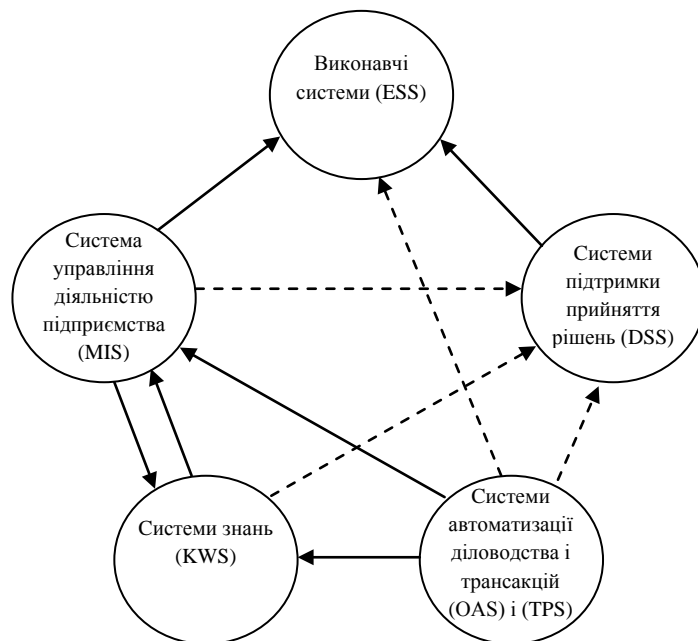 Виконавчі
системи (ESS)
Система
управління
діяльністю
підприємства
(MIS)
Системи
підтримки
прийняття
рішень (DSS)
Системи знань
(KWS)
Системи
автоматизації
діловодства і
трансакцій
(OAS) і (TPS)